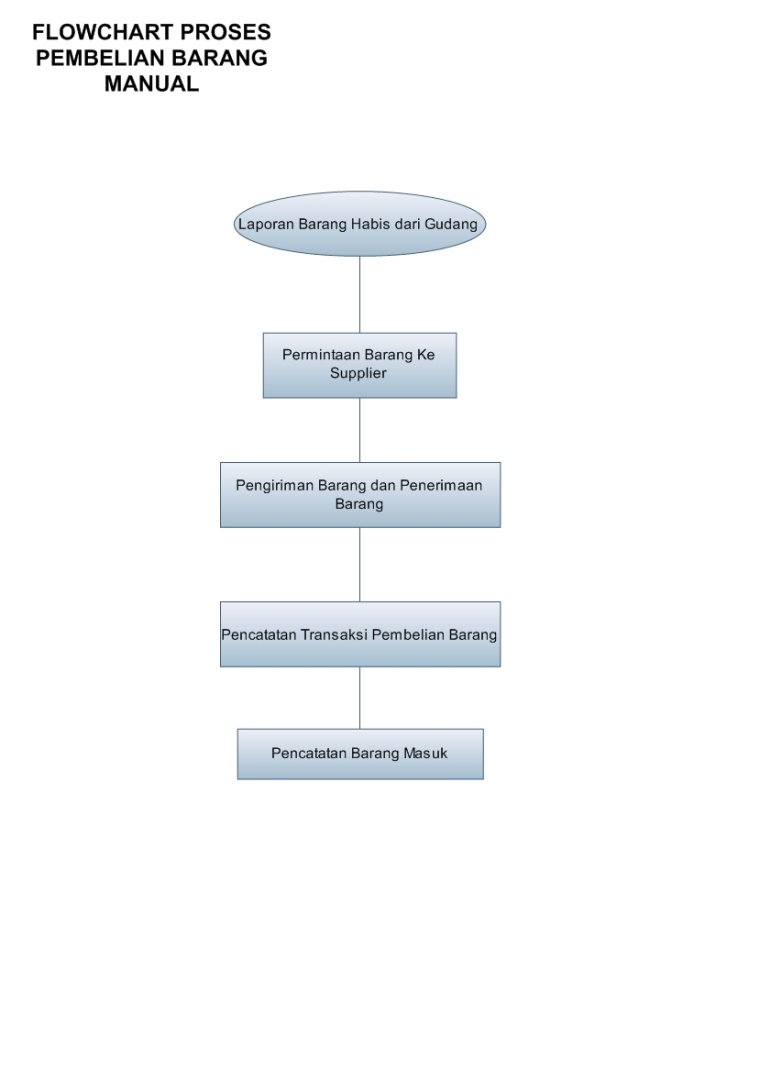 FLOWCHART PROSES
PEMBELIAN BARANG
MANUAL
Laporan Barang Habis dari Gudang
Permintaan Barang Ke
Supplier
Pengiriman Barang dan Penerimaan
Barang
Pencatatan Transaksi Pembelian Barang
Pencatatan Barang Masuk